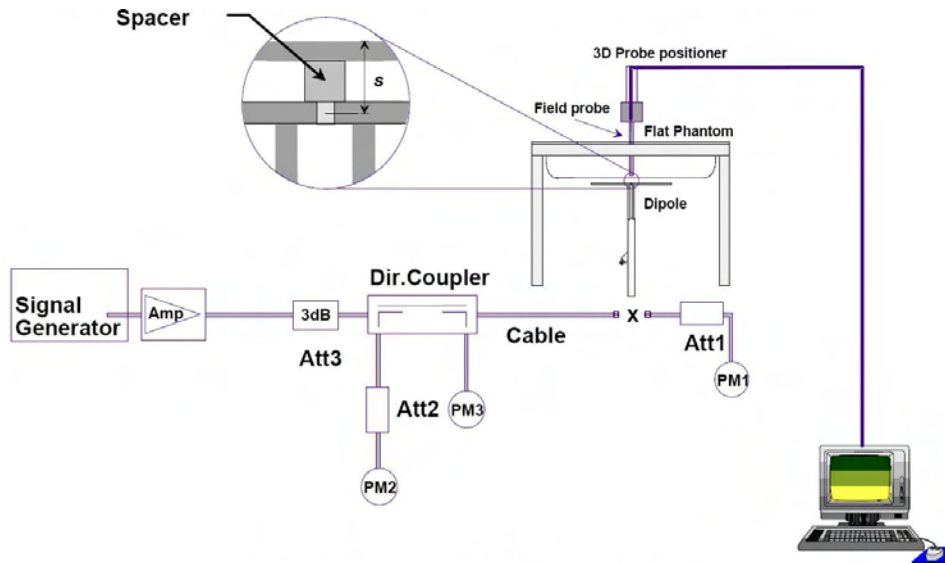 Spacer
s
3D Probe positioner
Field probe
Flat Phantom
Dipole
Dir.Coupler
Signal
Generator
Amp
3dB
Att3
Cable
x
Att1
PM1
Att2
PM3
PM2